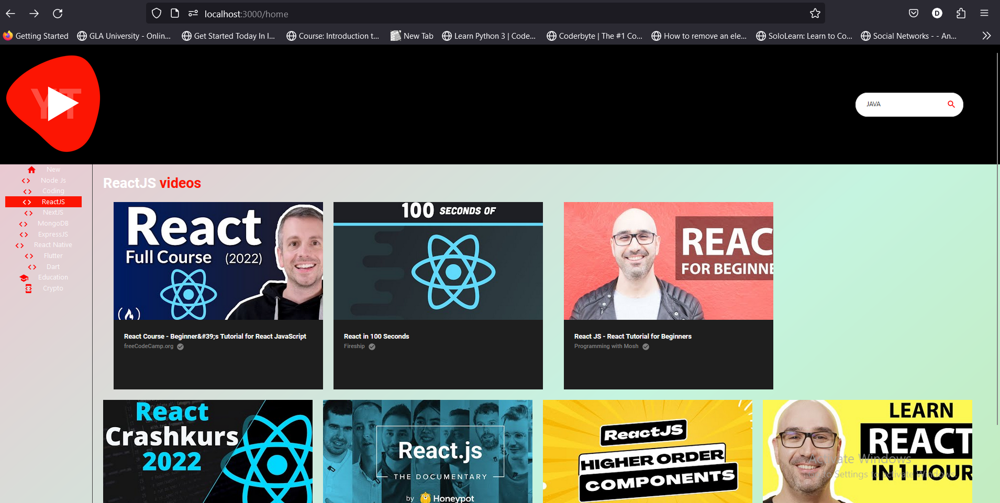 localhost:3000/home
Getting Started
GLA University - Onlin...
Get Started Today In I...
Course: Introduction t...
New Tab
Learn Python 3 | Code...
Coderbyte | The #1 Co...
How to remove an ele...
SoloLearn: Learn to Co...
Social Networks - - An...
D
YT
JAVA
New
Node Js
Coding
ReactJS
NextJS
MongoDB
ExpressJS
React Native
Flutter
Dart
Education
Crypto
ReactJS videos
React
Full Course (2022)
React Course - Beginner&#39;s Tutorial for React JavaScript
freeCodeCamp.org
100 SECONDS OF
React in 100 Seconds
Fireship
REAC
FOR BEGINNE
React JS - React Tutorial for Beginners
Programming with Mosh
React
Crashkurs
2022
React.js
THE DOCUMENTARY
by Honeypot
ReactJS
HIGHER ORDER
COMPONENTS
LEARN
REACT
IN 1 HOUR
Activate Windows
Go to Settings to activate Windows.